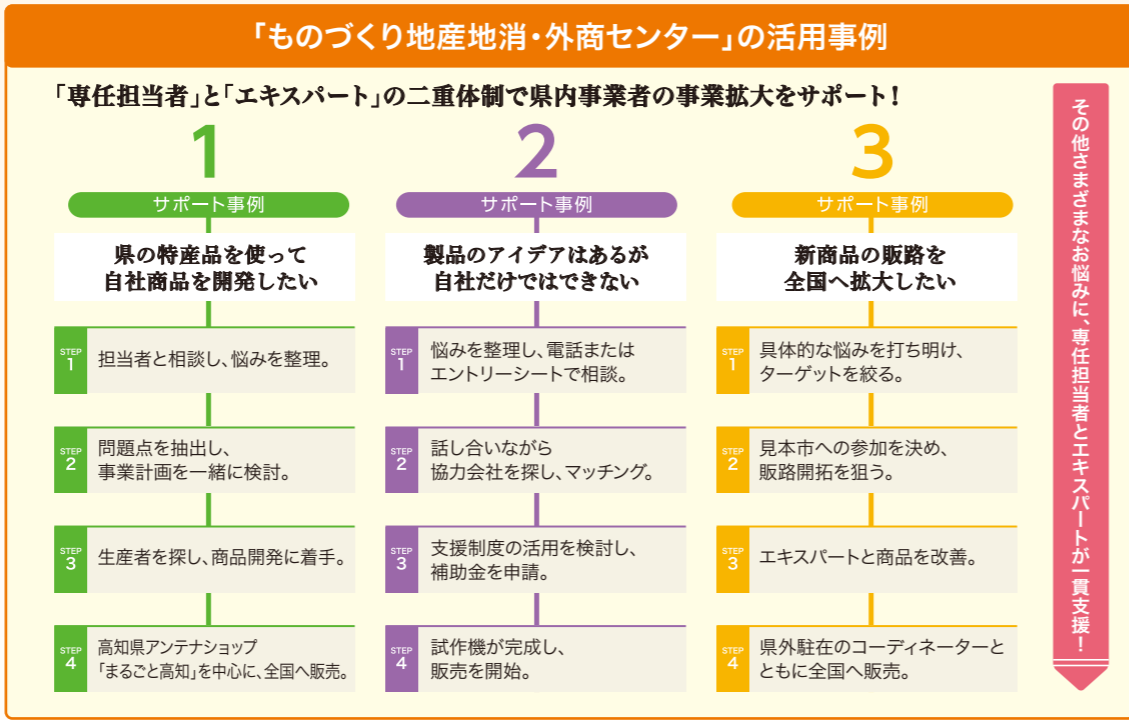 「ものづくり地産地消・外商センター」の活用事例
「専任担当者」と「エキスパート」の二重体制で県内事業者の事業拡大をサポート！
1
サポート事例
県の特産品を使って
自社商品を開発したい
STEP
1
担当者と相談し、悩みを整理。
STEP
2
問題点を抽出し、
事業計画を一緒に検討。
STEP
3
生産者を探し、商品開発に着手。
STEP
4
高知県アンテナショップ
「まるごと高知」を中心に、全国へ販売。
2
サポート事例
製品のアイデアはあるが
自社だけではできない
STEP
1
悩みを整理し、電話または
エントリーシートで相談。
STEP
2
話し合いながら
協力会社を探し、マッチング。
STEP
3
支援制度の活用を検討し、
補助金を申請。
STEP
4
試作機が完成し、
販売を開始。
3
サポート事例
新商品の販路を
全国へ拡大したい
STEP
1
具体的な悩みを打ち明け、
ターゲットを絞る。
STEP
2
見本市への参加を決め、
販路開拓を狙う。
STEP
3
エキスパートと商品を改善。
STEP
4
県外駐在のコーディネーターと
ともに全国へ販売。
その他さまざまなお悩みに、専任担当者とエキスパートが一貫支援！